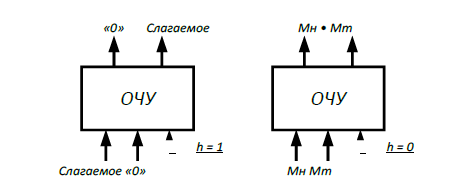 «0» Слагаемое Мн • Мт
ОЧУ ОЧУ
_ h = 1 _ h = 0
Слагаемое «0» Мн Мт